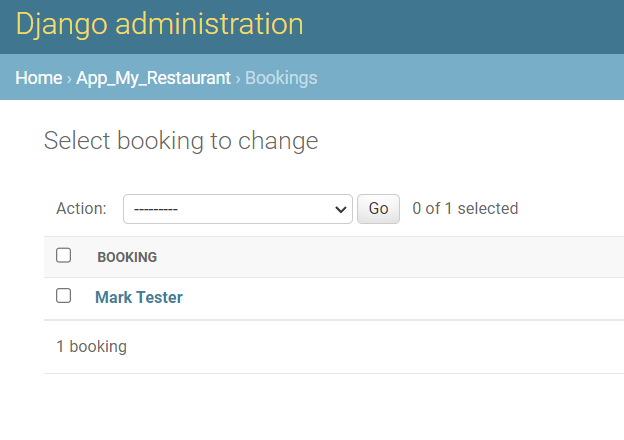 Django administration
Home › App_My_Restaurant › Bookings
Select booking to change
Action: --------- Go 0 of 1 selected
BOOKING
Mark Tester
1 booking